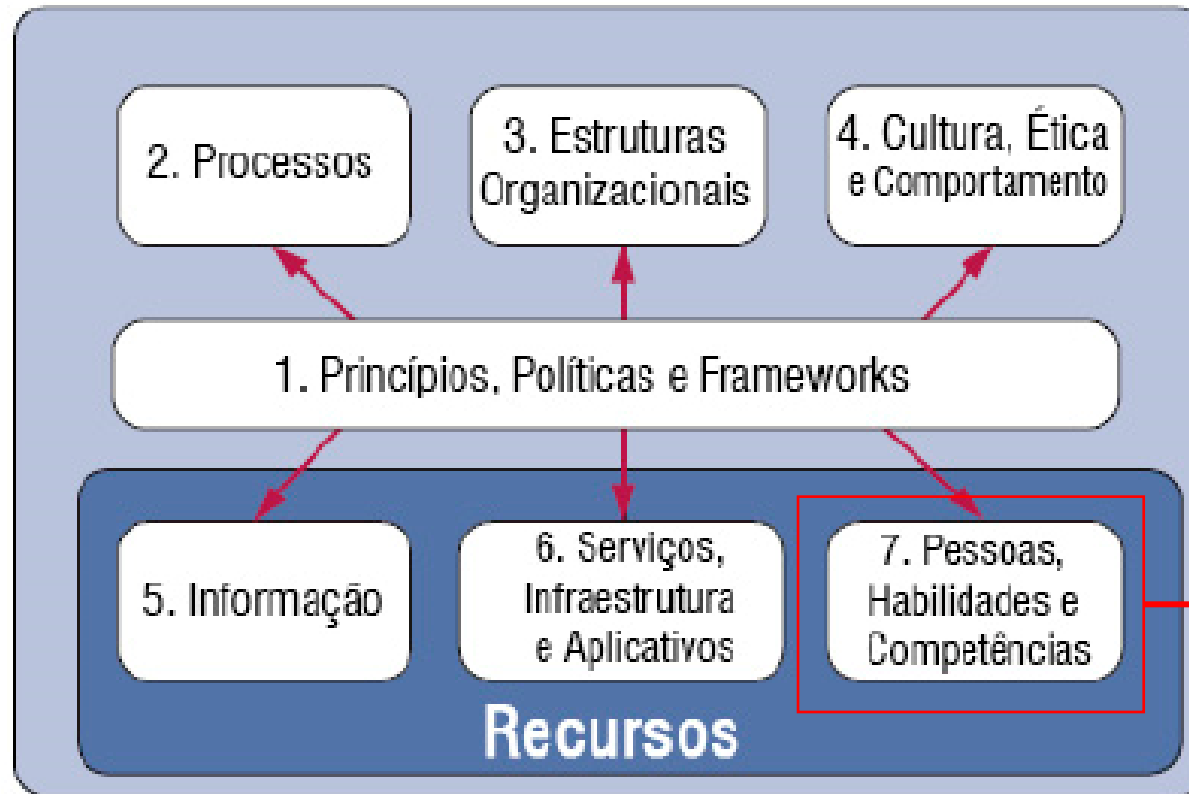 2. Processos
3. Estruturas
Organizacionais
4. Cultura, Ética
e Comportamento
1. Princípios, Políticas e Frameworks
5. Informação
6. Serviços,
Infraestrutura
e Aplicativos
7. Pessoas,
Habilidades e
Competências
Recursos